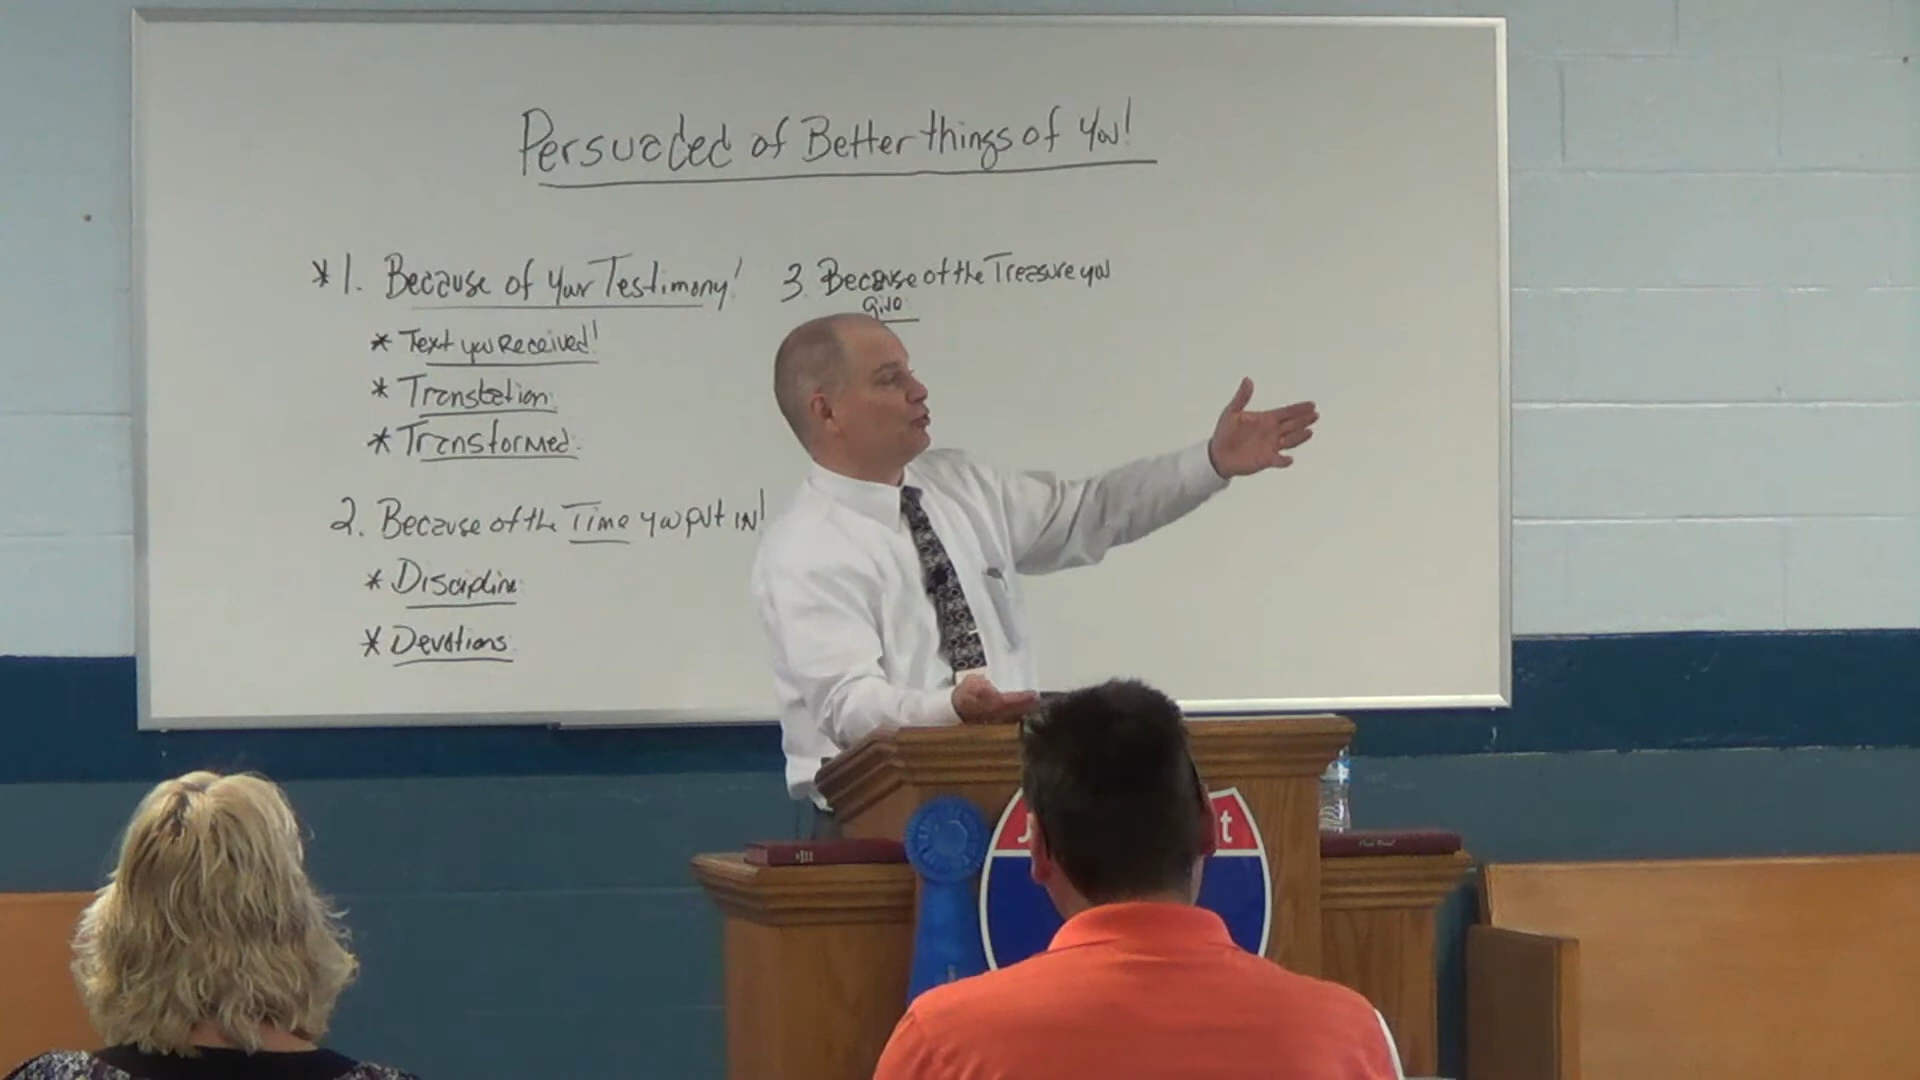 Persuaded of Better things of You!
* 1. Because of Your Testimony!
* Text you Received!
* Translation
* Transformed
2. Because of the Time you put in!
* Discipline
* Devotions
3. Because of the Treasure you
give